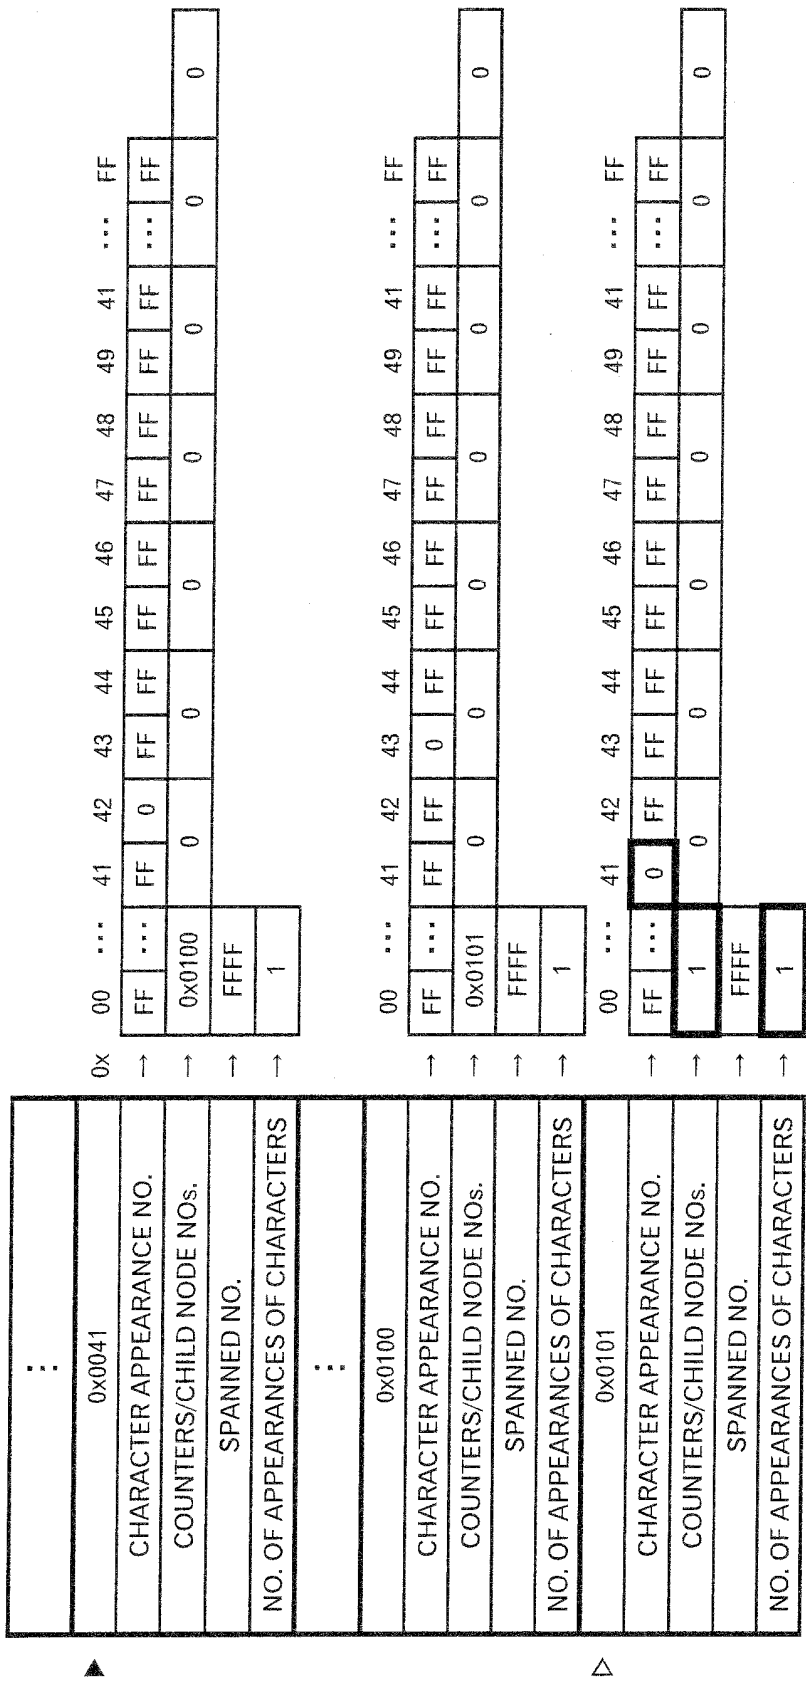 ⋮
▲ 0x0041 0x 00 ... 41 42 43 44 45 46 47 48 49 41 ... FF
CHARACTER APPEARANCE NO. → FF ... FF 0 FF FF FF FF FF FF FF FF ... FF
COUNTERS/CHILD NODE NOs. → 0x0100 0 0 0 0 0 0 0
SPANNED NO. → FFFF
NO. OF APPEARANCES OF CHARACTERS → 1
⋮
0x0100 00 ... 41 42 43 44 45 46 47 48 49 41 ... FF
CHARACTER APPEARANCE NO. → FF ... FF FF 0 FF FF FF FF FF FF FF ... FF
COUNTERS/CHILD NODE NOs. → 0x0101 0 0 0 0 0 0 0
SPANNED NO. → FFFF
NO. OF APPEARANCES OF CHARACTERS → 1
△ 0x0101 00 ... 41 42 43 44 45 46 47 48 49 41 ... FF
CHARACTER APPEARANCE NO. → FF ... 0 FF FF FF FF FF FF FF FF FF ... FF
COUNTERS/CHILD NODE NOs. → 1 0 0 0 0 0 0 0
SPANNED NO. → FFFF
NO. OF APPEARANCES OF CHARACTERS → 1